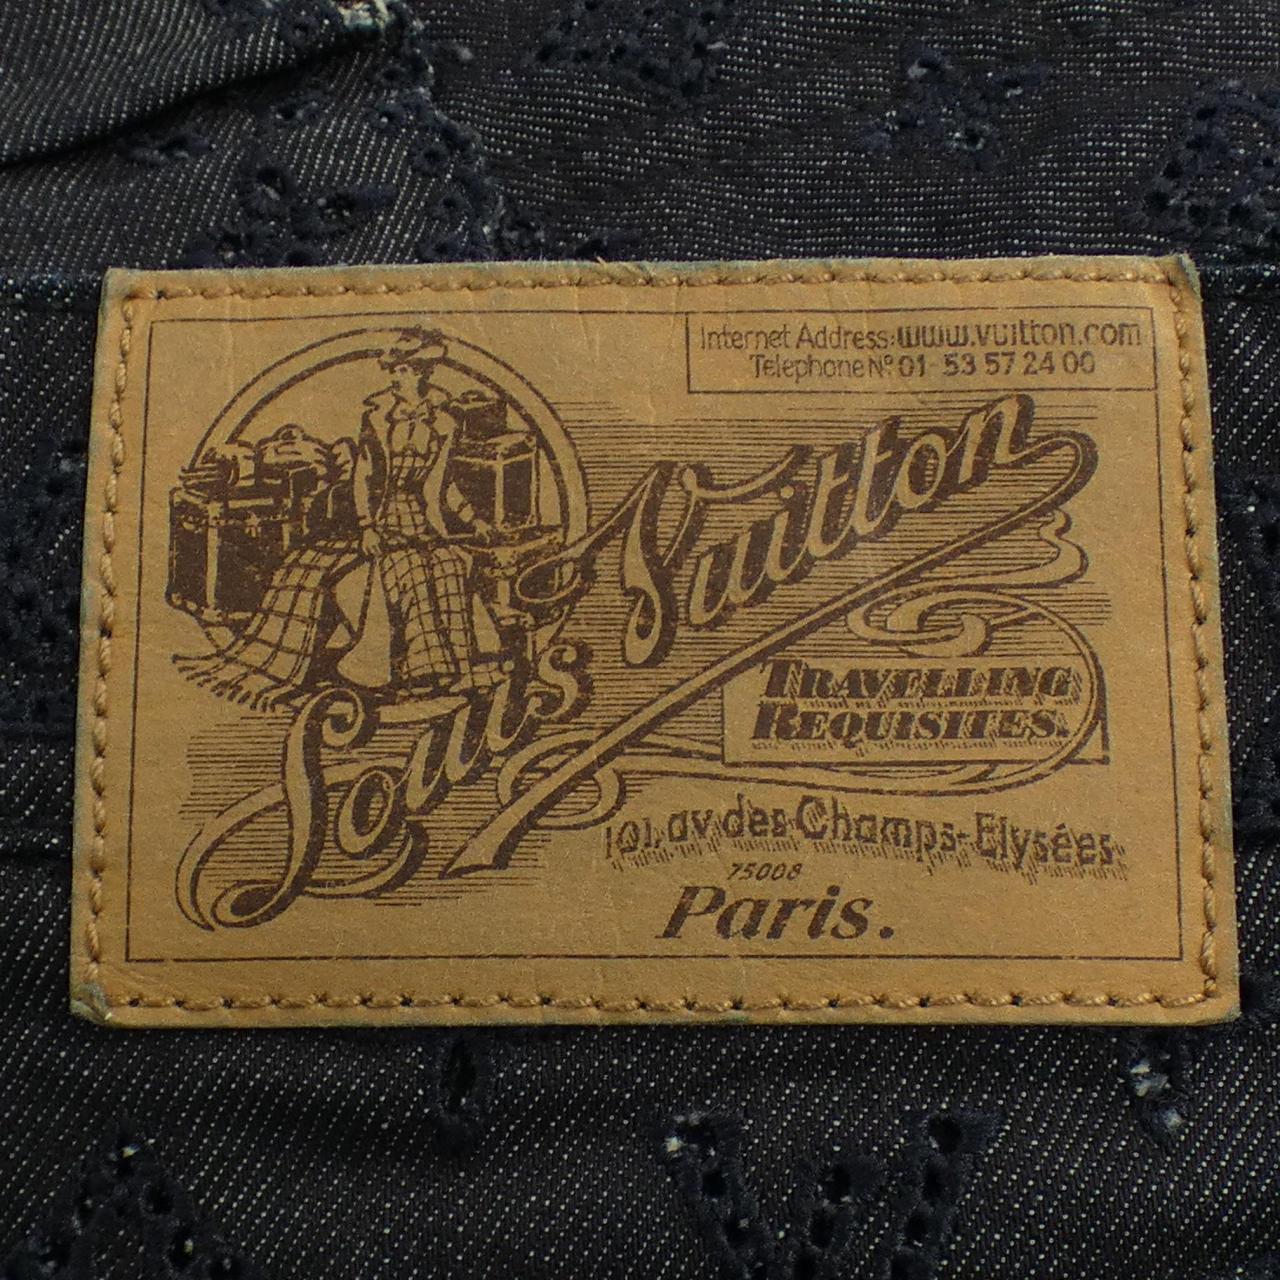 Internet Address: www.vuitton.com
Telephone Nº 01-53 57 24 00
Louis Vuitton
TRAVELLING
REQUISITES.
101, av des Champs-Elysées
75008
Paris.